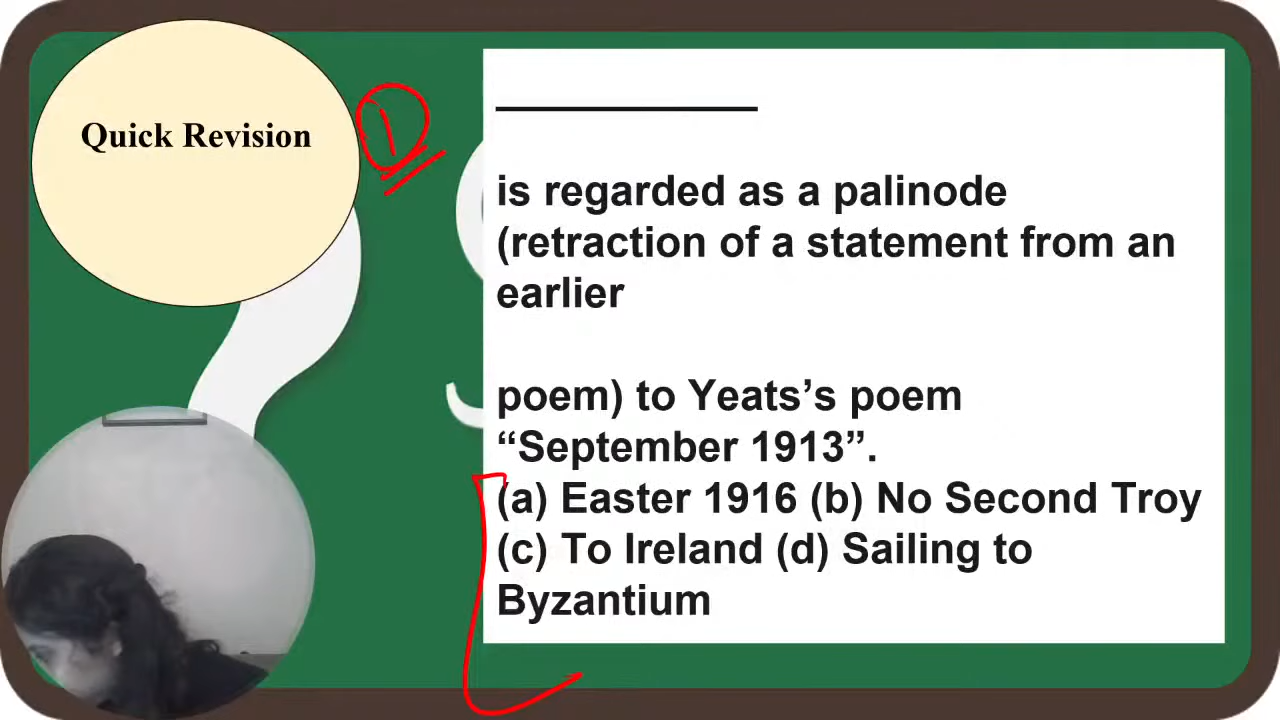 Quick Revision
1
is regarded as a palinode
(retraction of a statement from an
earlier
poem) to Yeats’s poem
“September 1913”.
(a) Easter 1916 (b) No Second Troy
(c) To Ireland (d) Sailing to
Byzantium